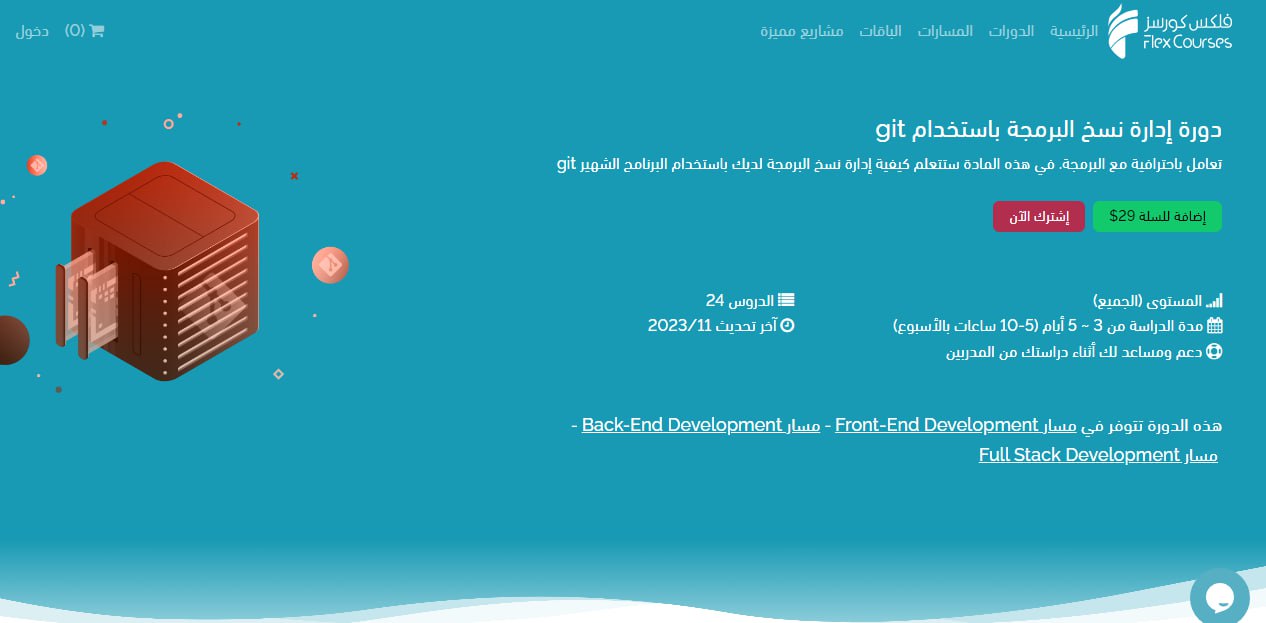 فلكس كورسز
Flex Courses
الرئيسية
الدورات
المسارات
الباقات
مشاريع مميزة
(0)
دخول
دورة إدارة نسخ البرمجة باستخدام git
تعامل باحترافية مع البرمجة. في هذه المادة ستتعلم كيفية إدارة نسخ البرمجة لديك باستخدام البرنامج الشهير git
إضافة للسلة 29$
إشترك الآن
المستوى (الجميع)
الدروس 24
مدة الدراسة من 3 ~ 5 أيام (5-10 ساعات بالأسبوع)
آخر تحديث 2023/11
دعم ومساعد لك أثناء دراستك من المدربين
هذه الدورة تتوفر في مسار Front-End Development - مسار Back-End Development -
مسار Full Stack Development